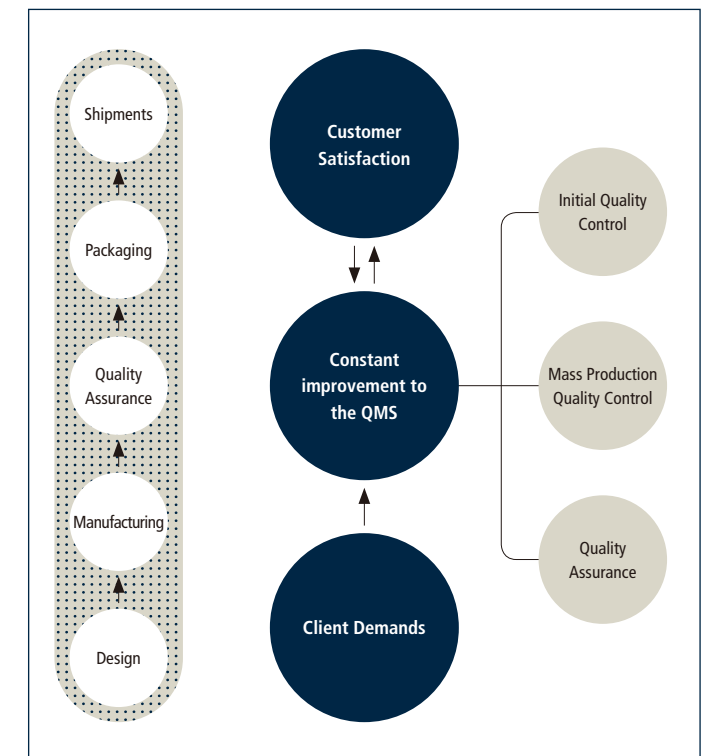 Shipments
Packaging
Quality
Assurance
Manufacturing
Design
Customer
Satisfaction
Constant
improvement to
the QMS
Client Demands
Initial Quality
Control
Mass Production
Quality Control
Quality
Assurance